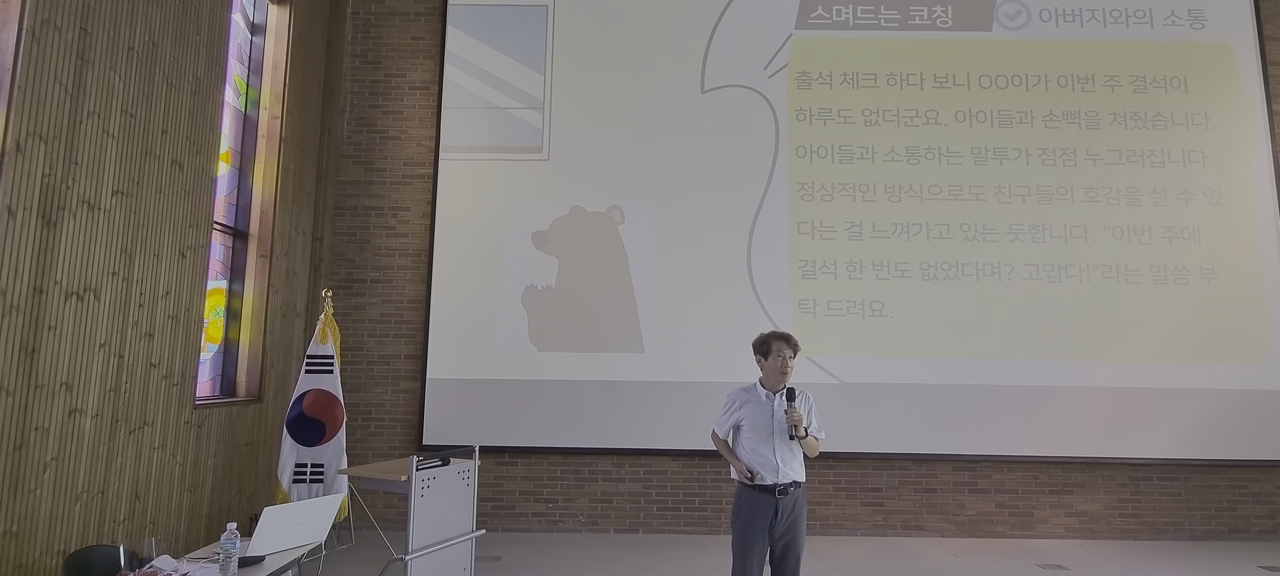 스며드는 코칭
아버지와의 소통
출석 체크 하다 보니 OO이가 이번 주 결석이
하루도 없더군요. 아이들과 손뼉을 쳐줬습니다.
아이들과 소통하는 말투가 점점 누그러집니다.
정상적인 방식으로도 친구들의 호감을 살 수 있
다는 걸 느껴가고 있는 듯합니다. "이번 주에
결석 한 번도 없었다며? 고맙다!"라는 말씀 부
탁 드려요.